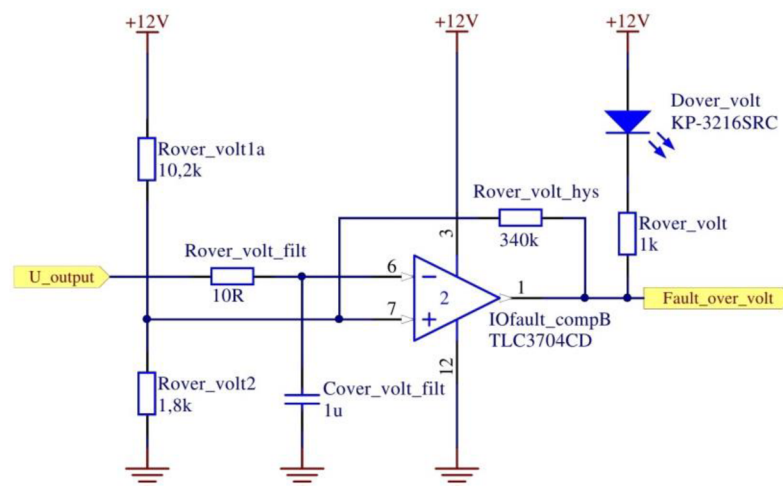 +12V
+12V
+12V
Dover_volt
KP-3216SRC
Rover_volt1a
10,2k
Rover_volt_hys
340k
3
Rover_volt
1k
Rover_volt_filt
10R
U_output
6
7
2
1
Fault_over_volt
IOfault_compB
TLC3704CD
12
Rover_volt2
1,8k
Cover_volt_filt
1u